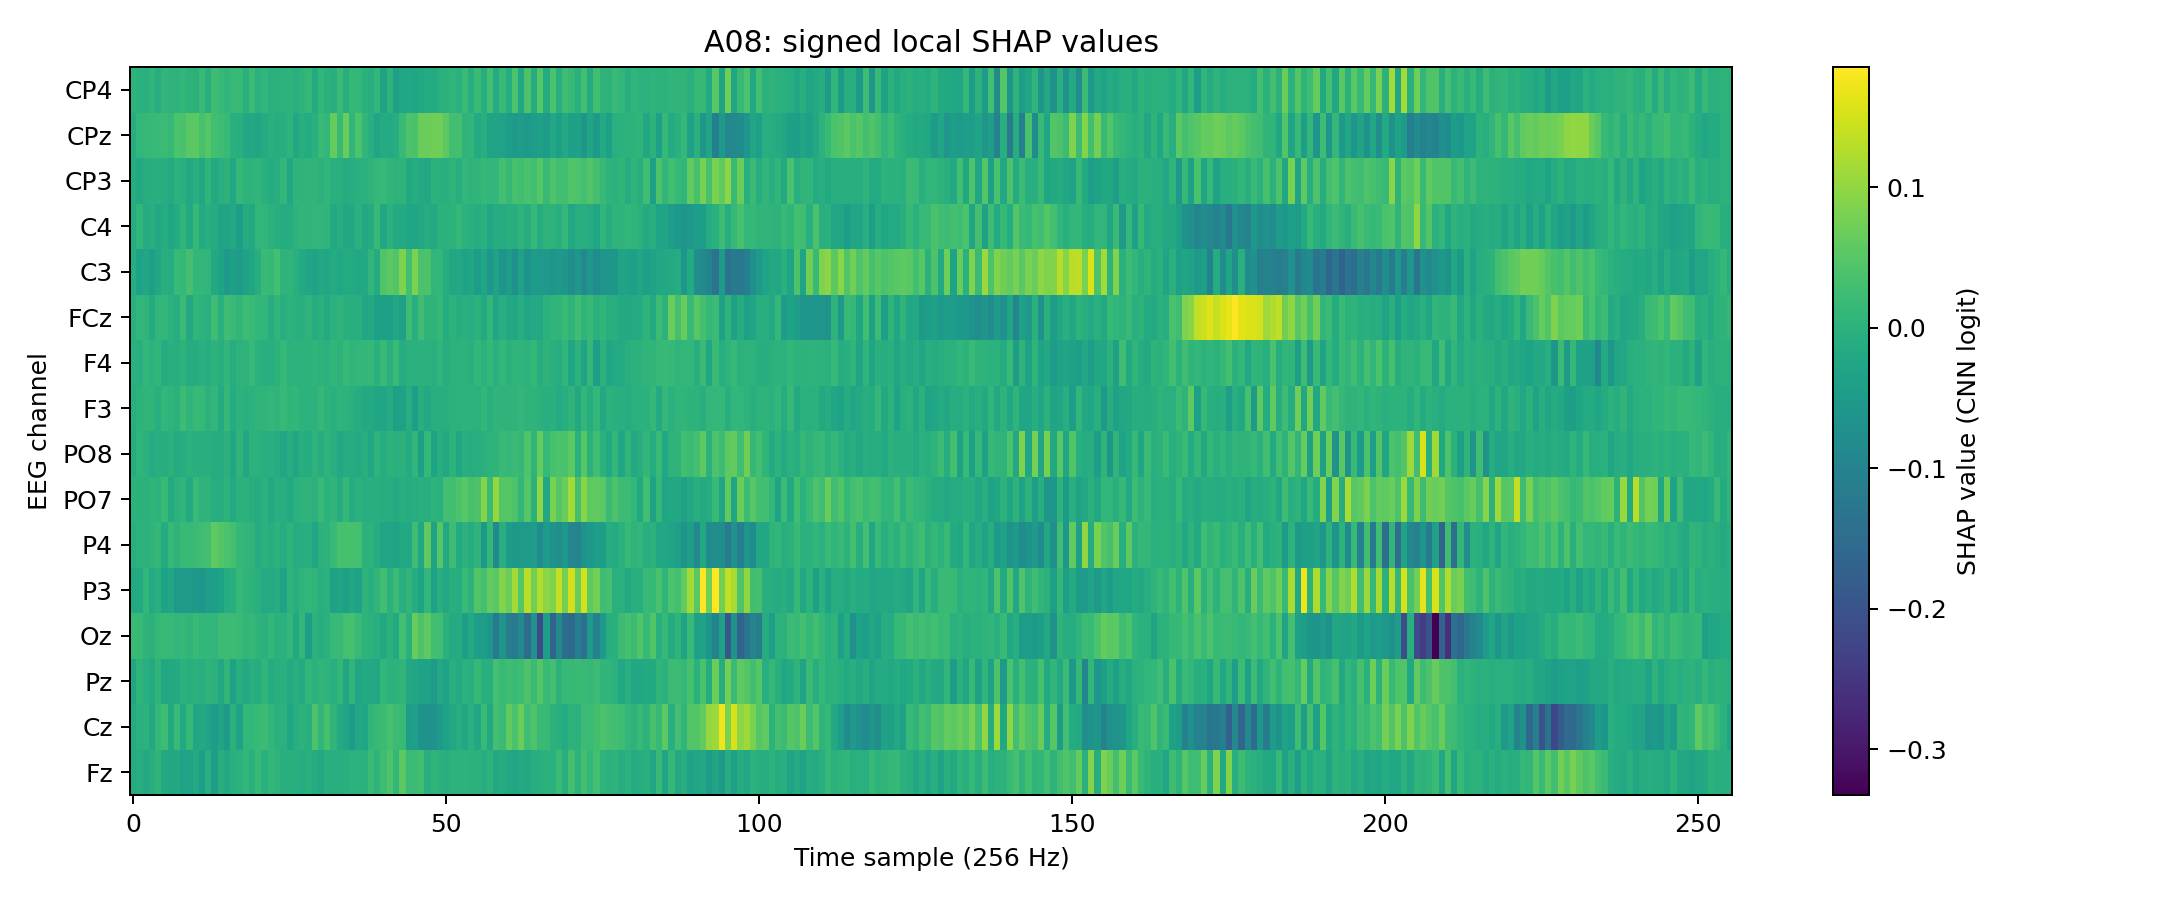 A08: signed local SHAP values
EEG channel
CP4
CPz
CP3
C4
C3
FCz
F4
F3
PO8
PO7
P4
P3
Oz
Pz
Cz
Fz
0 50 100 150 200 250
Time sample (256 Hz)
0.1
0.0
−0.1
−0.2
−0.3
SHAP value (CNN logit)